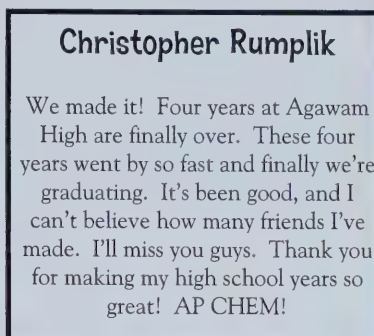 Christopher Rumplik
We made it! Four years at Agawam
High are finally over. These four
years went by so fast and finally we're
graduating. It's been good, and I
can't believe how many friends I've
made. I'll miss you guys. Thank you
for making my high school years so
great! AP CHEM!